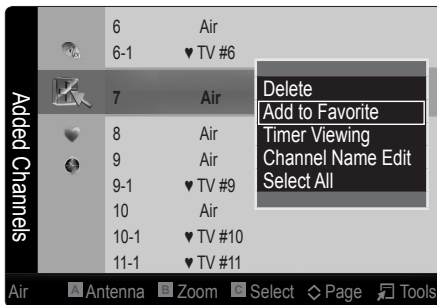 Added Channels
6 Air
6-1 ♥ TV #6
7 Air
8 Air
9 Air
9-1 ♥ TV #9
10 Air
10-1 ♥ TV #10
11-1 ♥ TV #11
Delete
Add to Favorite
Timer Viewing
Channel Name Edit
Select All
Air A Antenna B Zoom C Select Page Tools